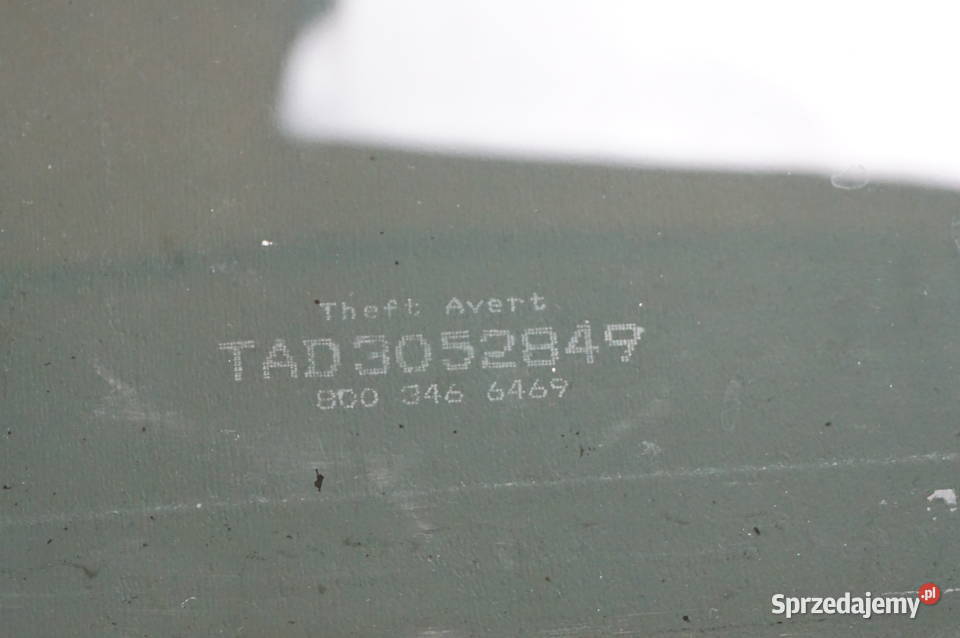 Theft Avert
TAD3052849
800 346 6469
Sprzedajemy.pl